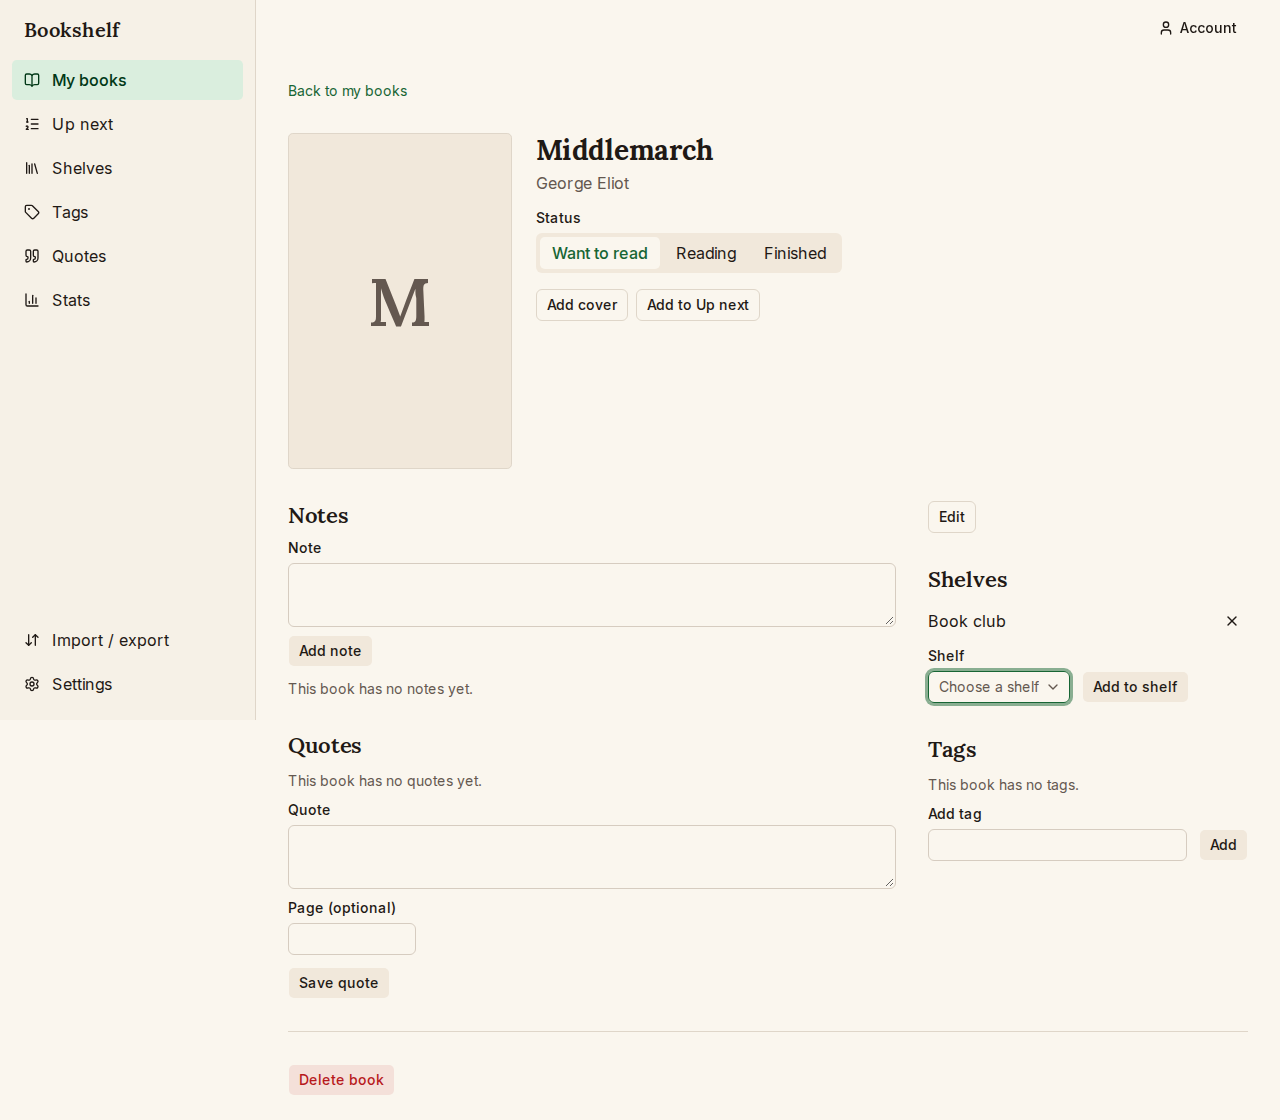 Bookshelf
My books
Up next
Shelves
Tags
Quotes
Stats
Import / export
Settings
Account
Back to my books
M
Middlemarch
George Eliot
Status
Want to read Reading Finished
Add cover Add to Up next
Notes
Note
Add note
This book has no notes yet.
Quotes
This book has no quotes yet.
Quote
Page (optional)
Save quote
Edit
Shelves
Book club
Shelf
Choose a shelf Add to shelf
Tags
This book has no tags.
Add tag
Add
Delete book